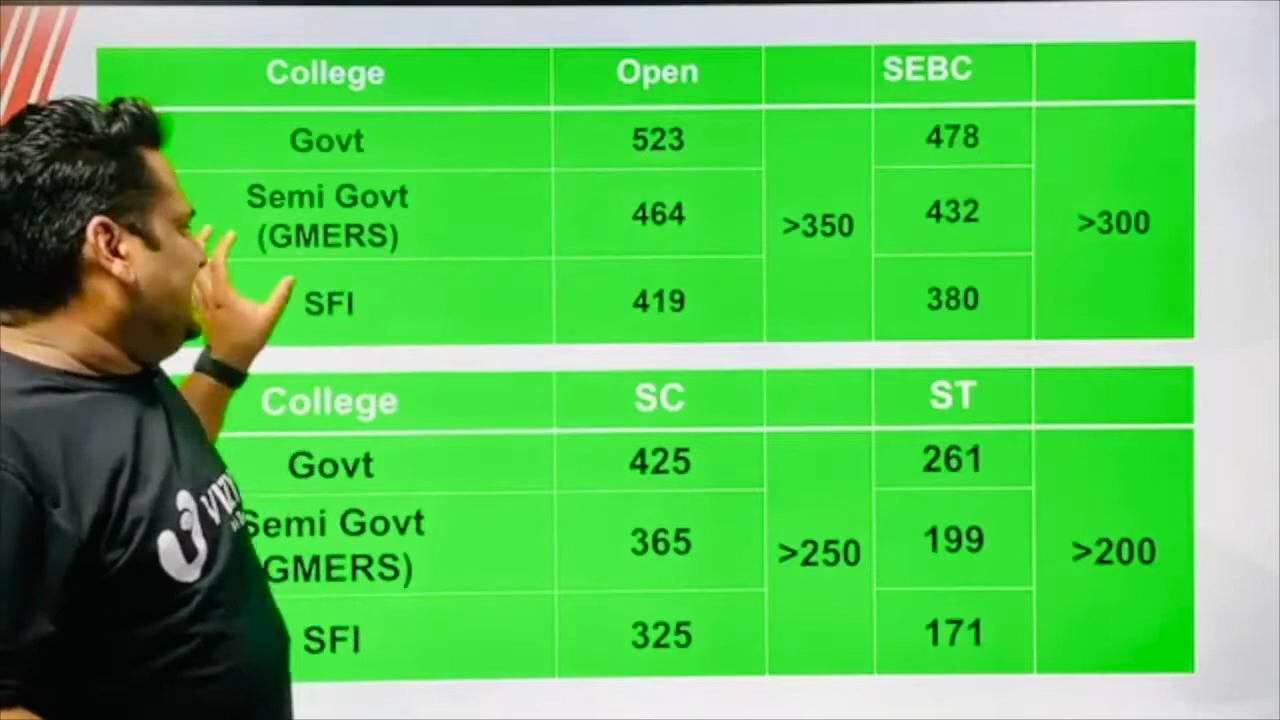 College Open SEBC
Govt 523 478
Semi Govt
(GMERS) 464 >350 432 >300
SFI 419 380
College SC ST
Govt 425 261
Semi Govt
GMERS) 365 >250 199 >200
SFI 325 171